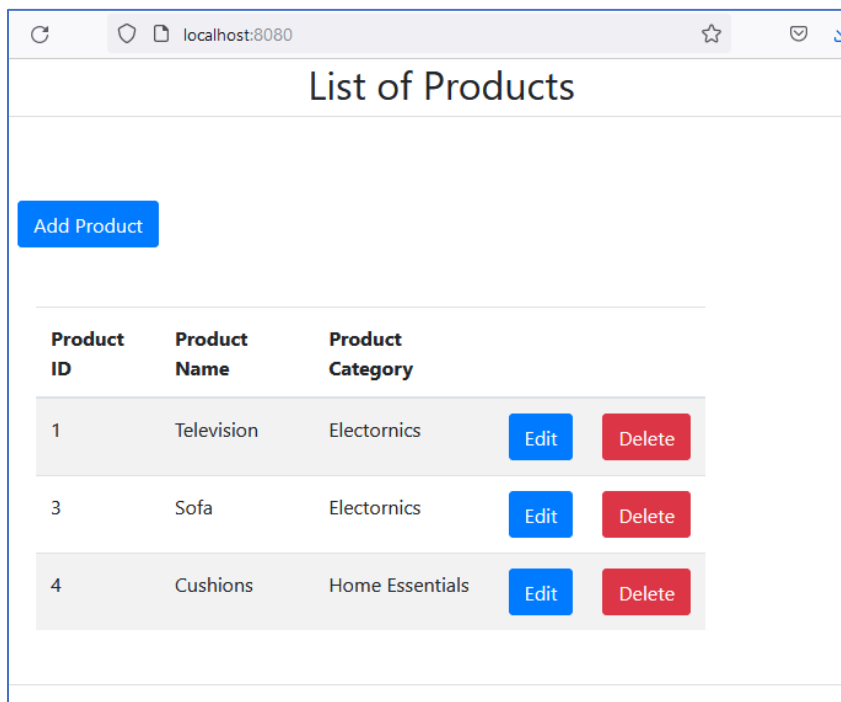 localhost:8080
List of Products
Add Product
Product ID Product Name Product Category
1 Television Electornics Edit Delete
3 Sofa Electornics Edit Delete
4 Cushions Home Essentials Edit Delete